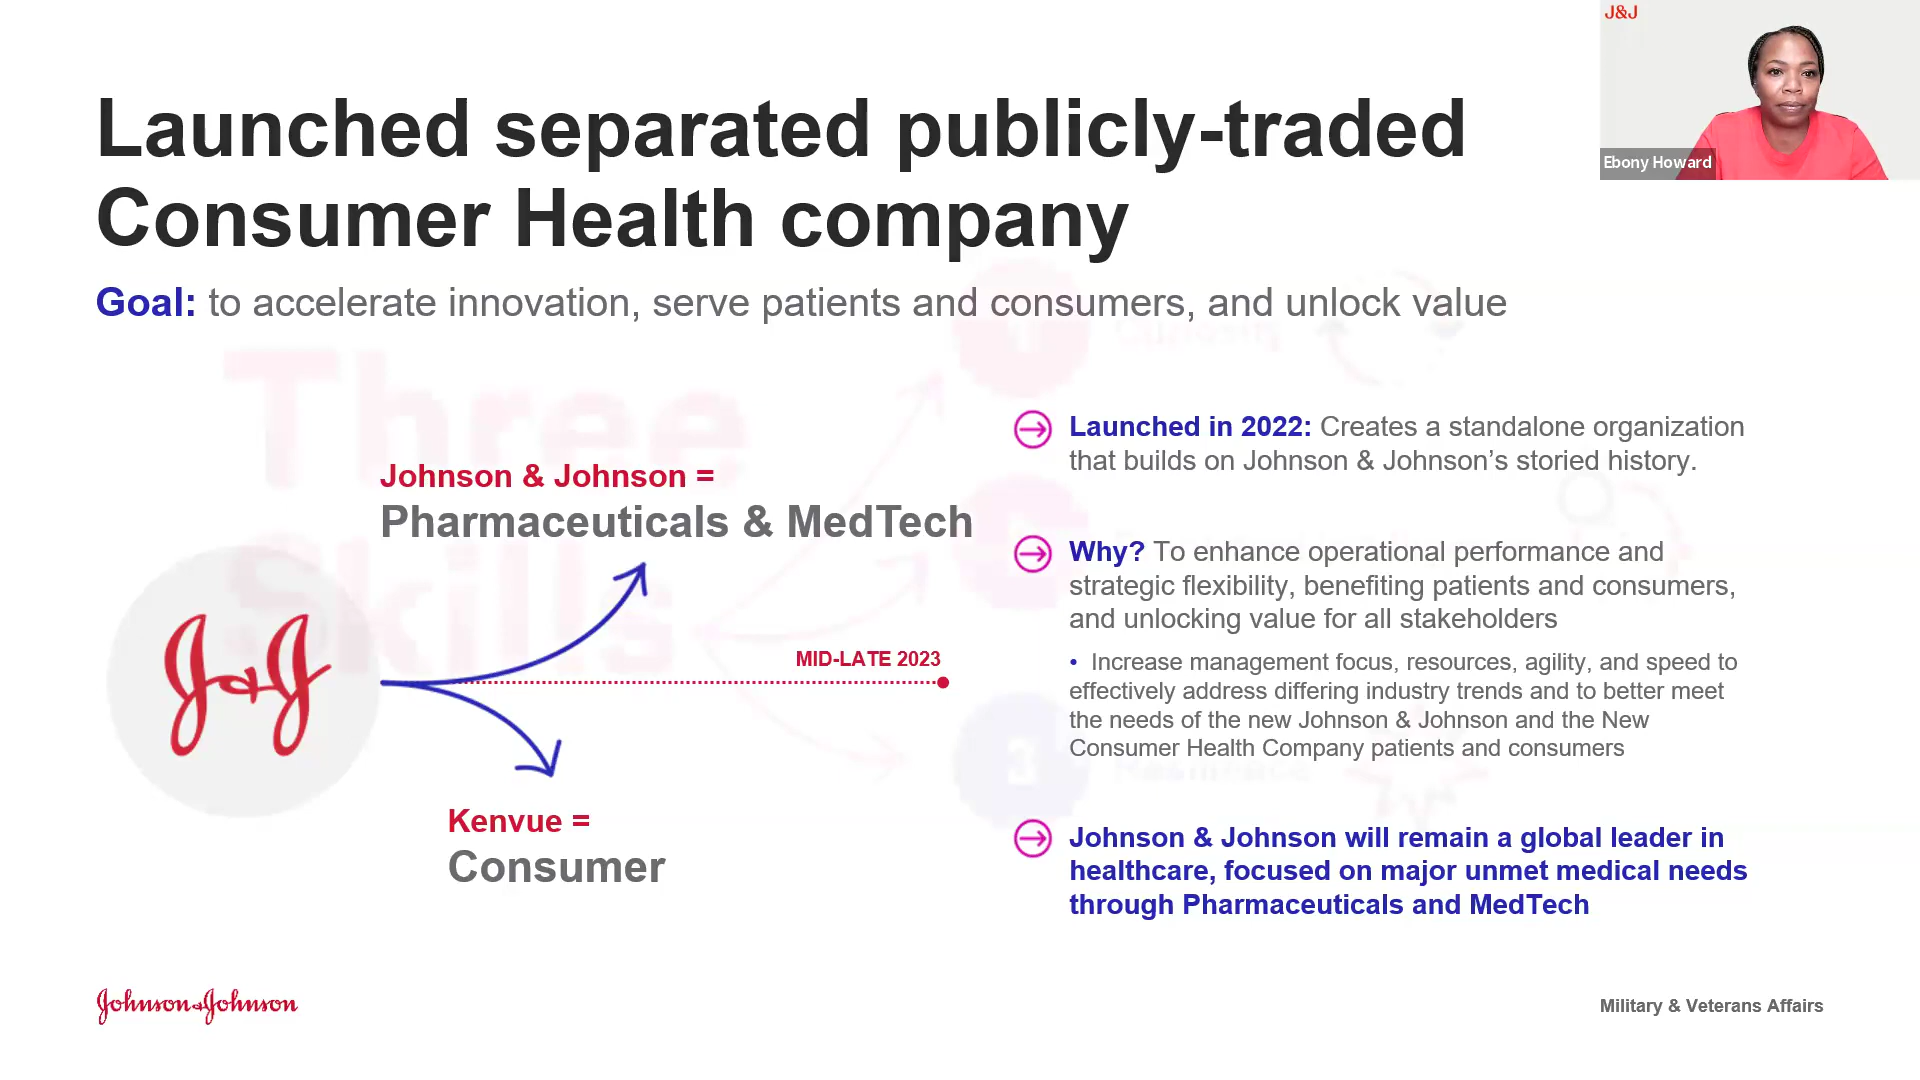 J&J
Ebony Howard
Launched separated publicly-traded
Consumer Health company
Goal: to accelerate innovation, serve patients and consumers, and unlock value
Three
Skills
Johnson & Johnson =
Pharmaceuticals & MedTech
J&J
MID-LATE 2023
Kenvue =
Consumer
Launched in 2022: Creates a standalone organization
that builds on Johnson & Johnson’s storied history.
Why? To enhance operational performance and
strategic flexibility, benefiting patients and consumers,
and unlocking value for all stakeholders
• Increase management focus, resources, agility, and speed to
effectively address differing industry trends and to better meet
the needs of the new Johnson & Johnson and the New
Consumer Health Company patients and consumers
3
Johnson & Johnson will remain a global leader in
healthcare, focused on major unmet medical needs
through Pharmaceuticals and MedTech
Johnson & Johnson
Military & Veterans Affairs